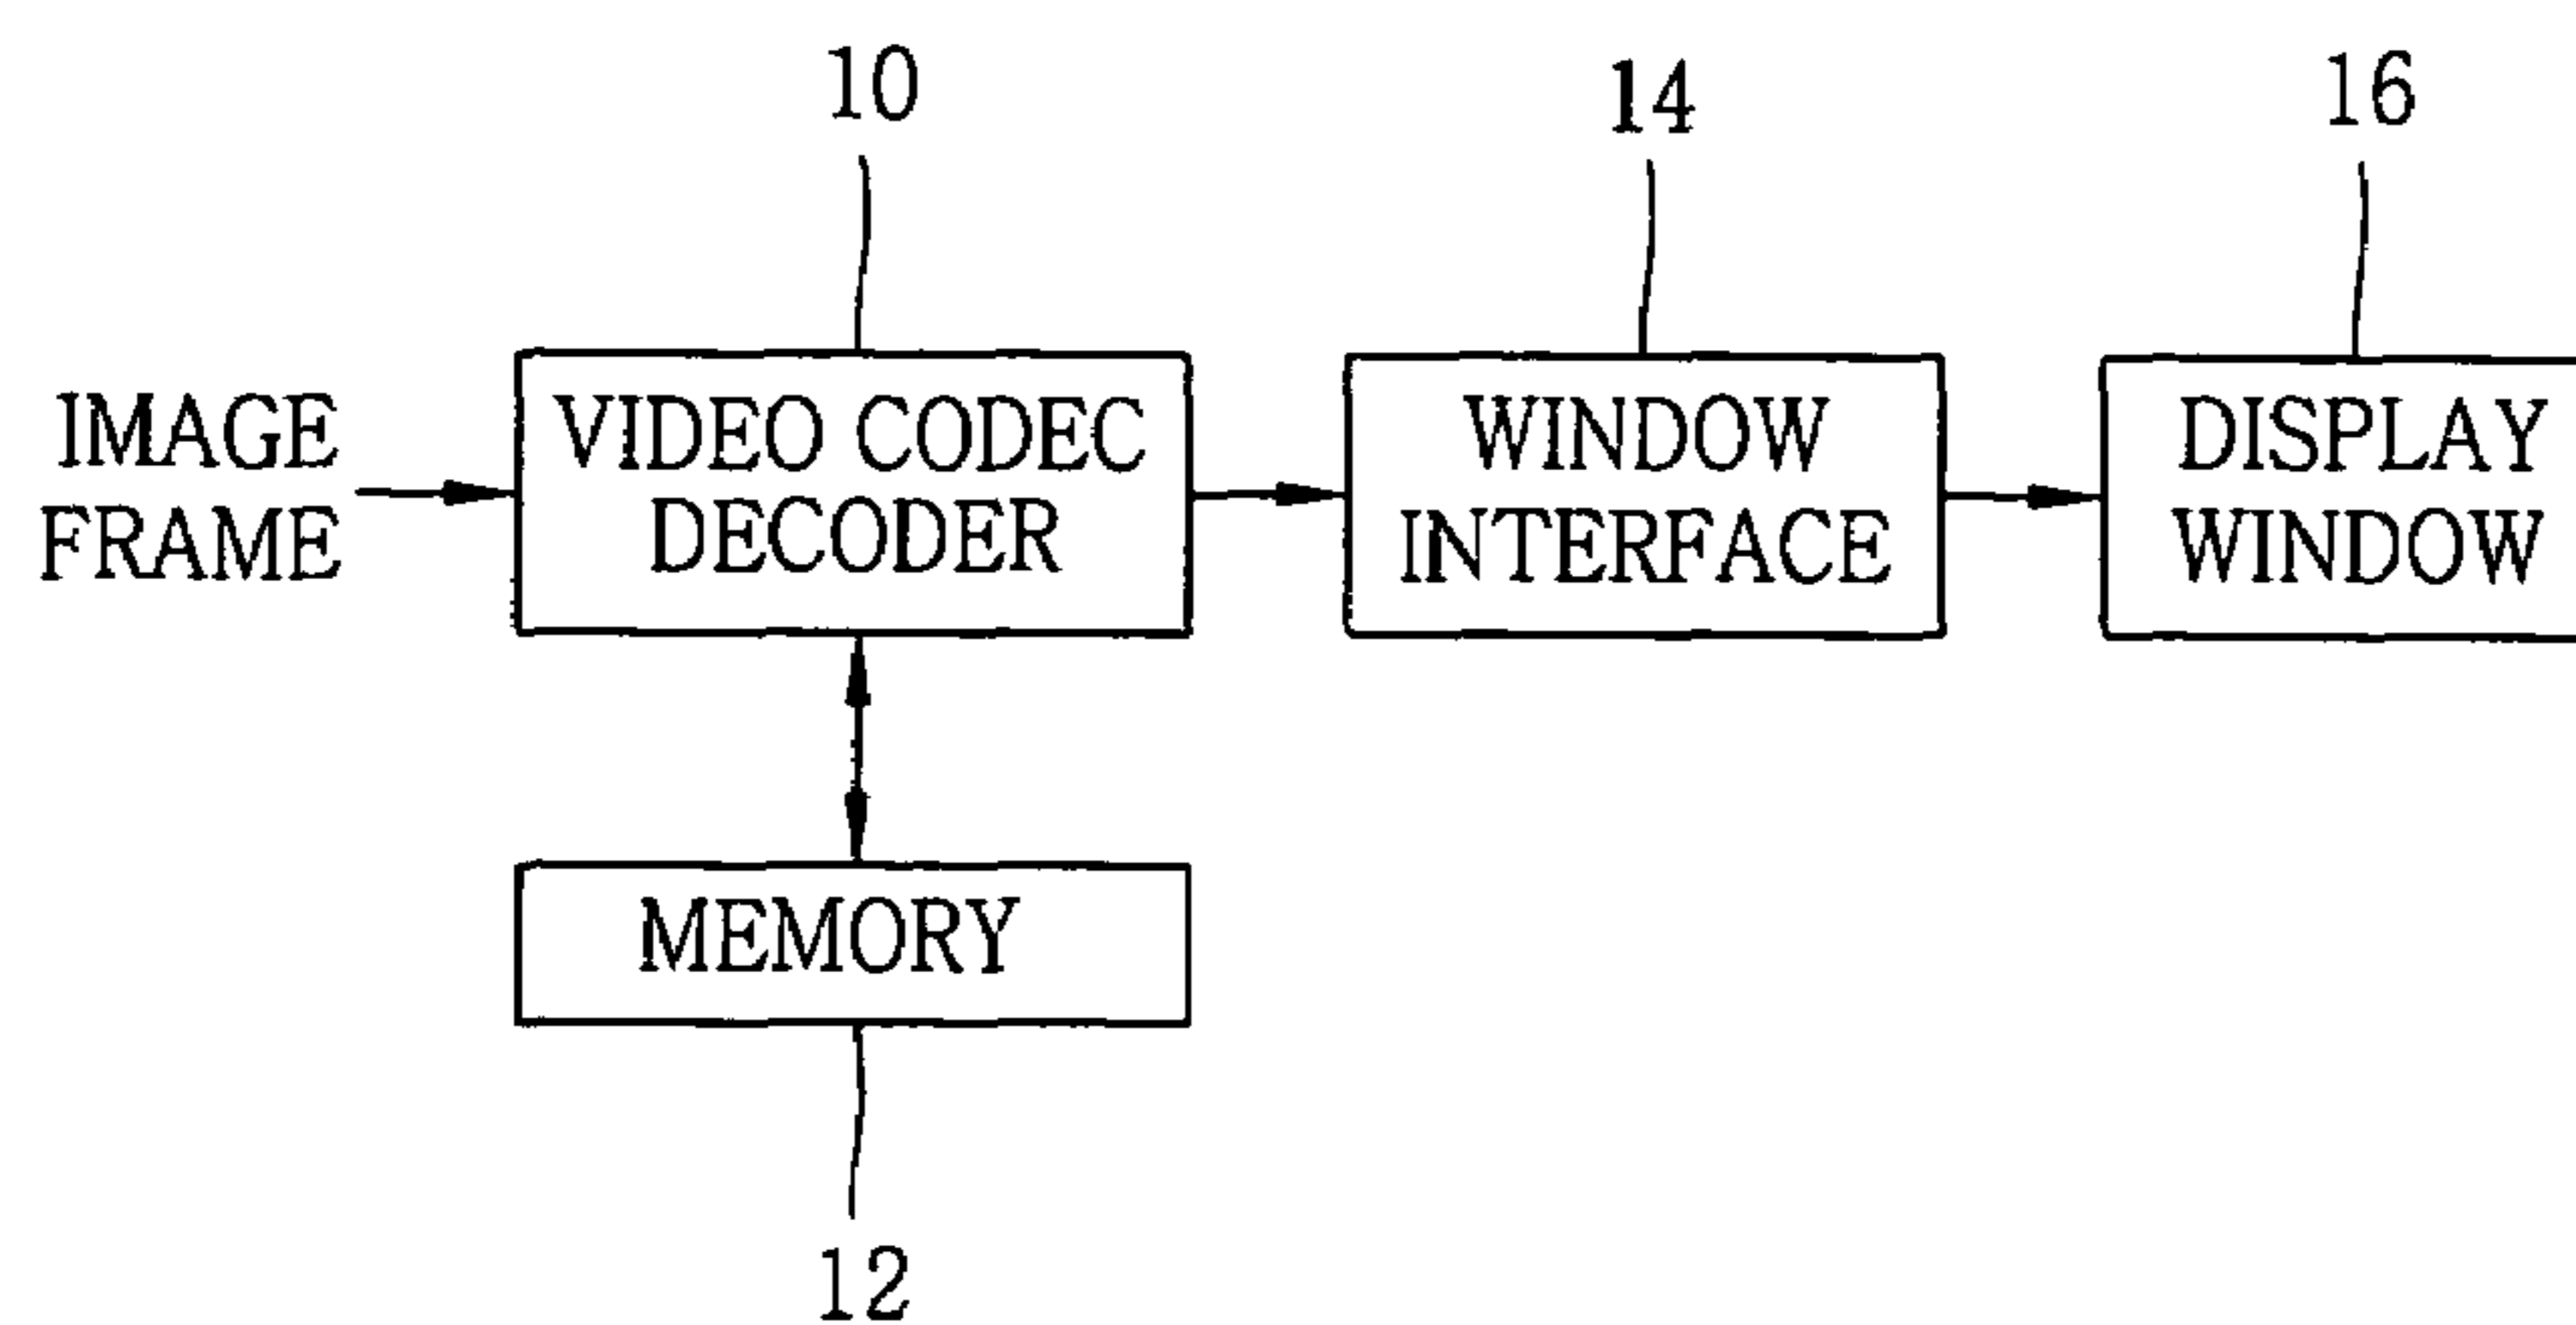 10
14
16
IMAGE
FRAME
VIDEO CODEC
DECODER
WINDOW
INTERFACE
DISPLAY
WINDOW
MEMORY
12